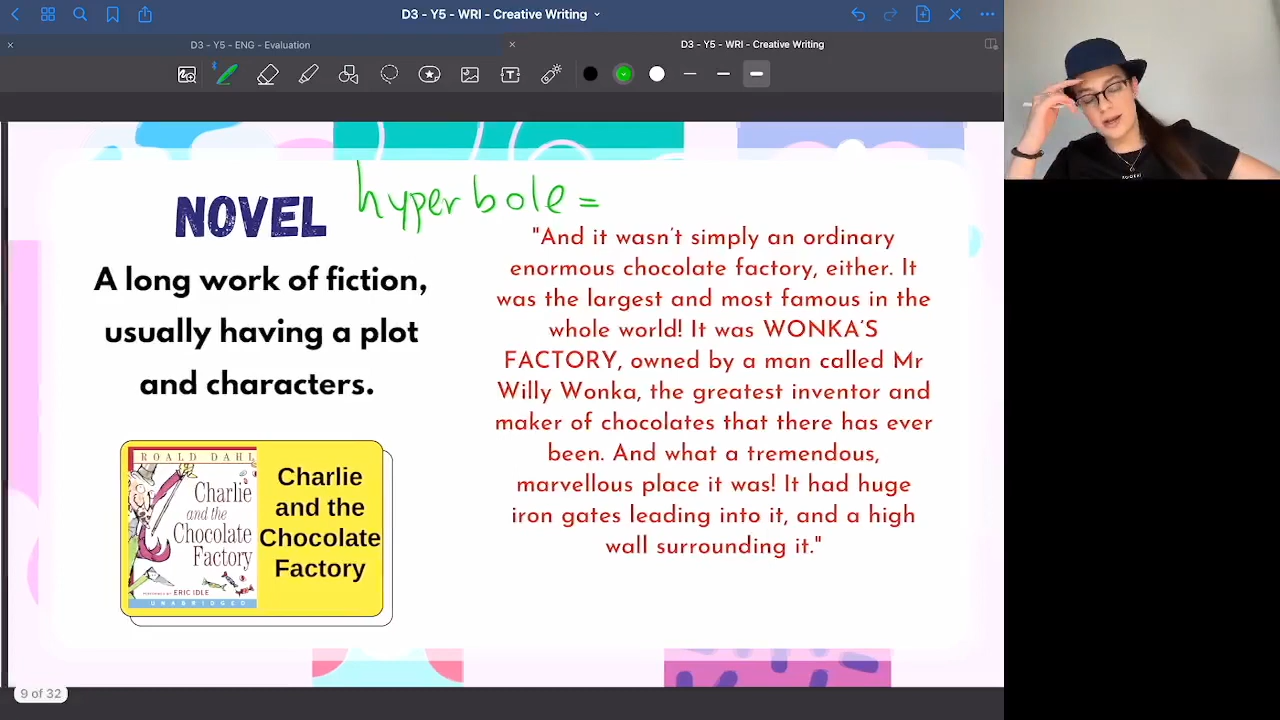 D3 - Y5 - WRI - Creative Writing
D3 - Y5 - ENG - Evaluation
D3 - Y5 - WRI - Creative Writing
NOVEL
hyperbole =
A long work of fiction,
usually having a plot
and characters.
"And it wasn't simply an ordinary
enormous chocolate factory, either. It
was the largest and most famous in the
whole world! It was WONKA'S
FACTORY, owned by a man called Mr
Willy Wonka, the greatest inventor and
maker of chocolates that there has ever
been. And what a tremendous,
marvellous place it was! It had huge
iron gates leading into it, and a high
wall surrounding it."
ROALD DAHL
Charlie
and the
Chocolate
Factory
PERFORMED BY ERIC IDLE
UNABRIDGED
Charlie
and the
Chocolate
Factory
9 of 32